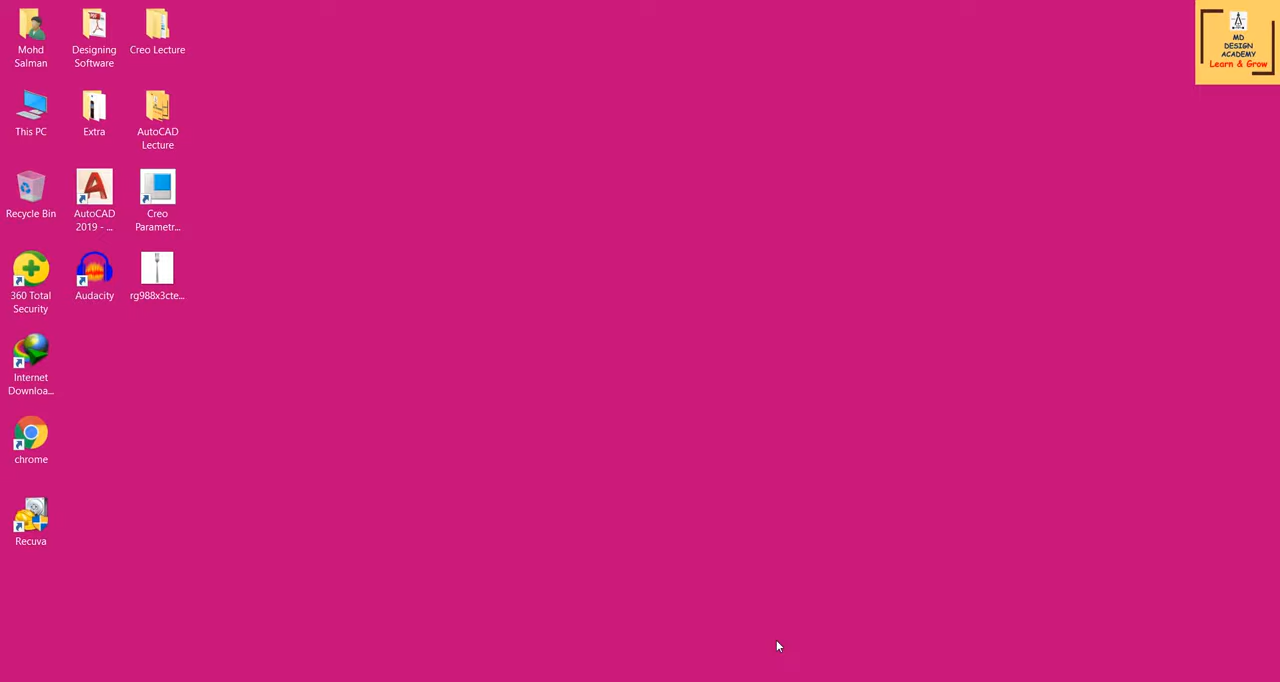 Mohd
Salman
Designing
Software
Creo Lecture
This PC
Extra
AutoCAD
Lecture
Recycle Bin
AutoCAD
2019 - ...
Creo
Parametr...
360 Total
Security
Audacity
rg988x3cte...
Internet
Downloa...
chrome
Recuva
MD
DESIGN
ACADEMY
Learn & Grow